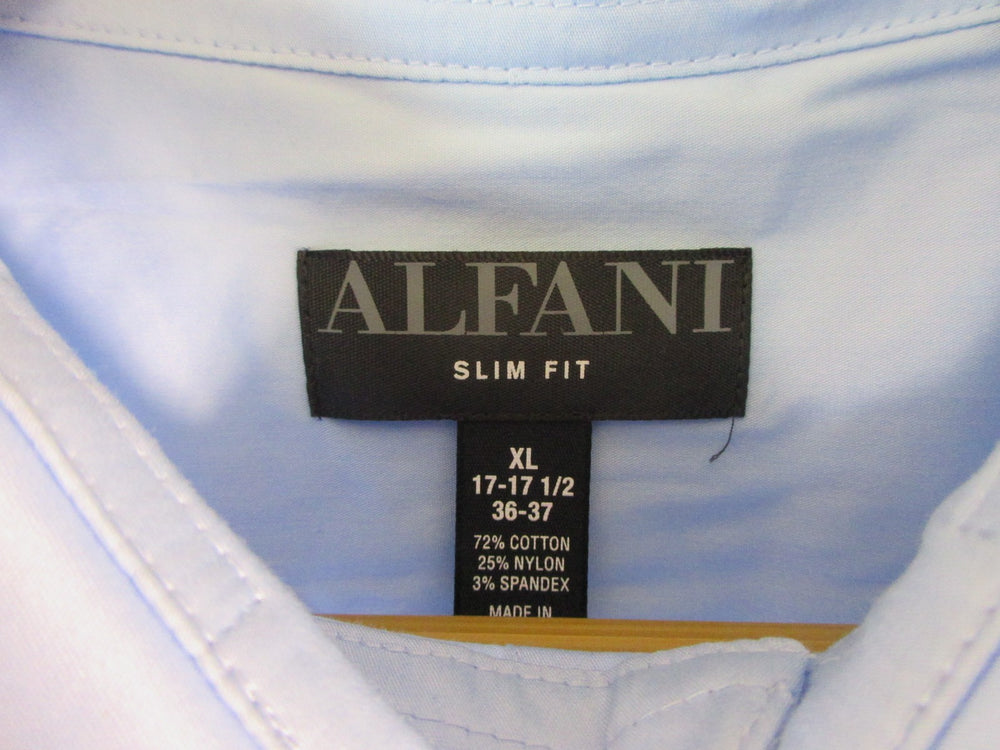 ALFANI
SLIM FIT
XL
17-17 1/2
36-37
72% COTTON
25% NYLON
3% SPANDEX
MADE IN